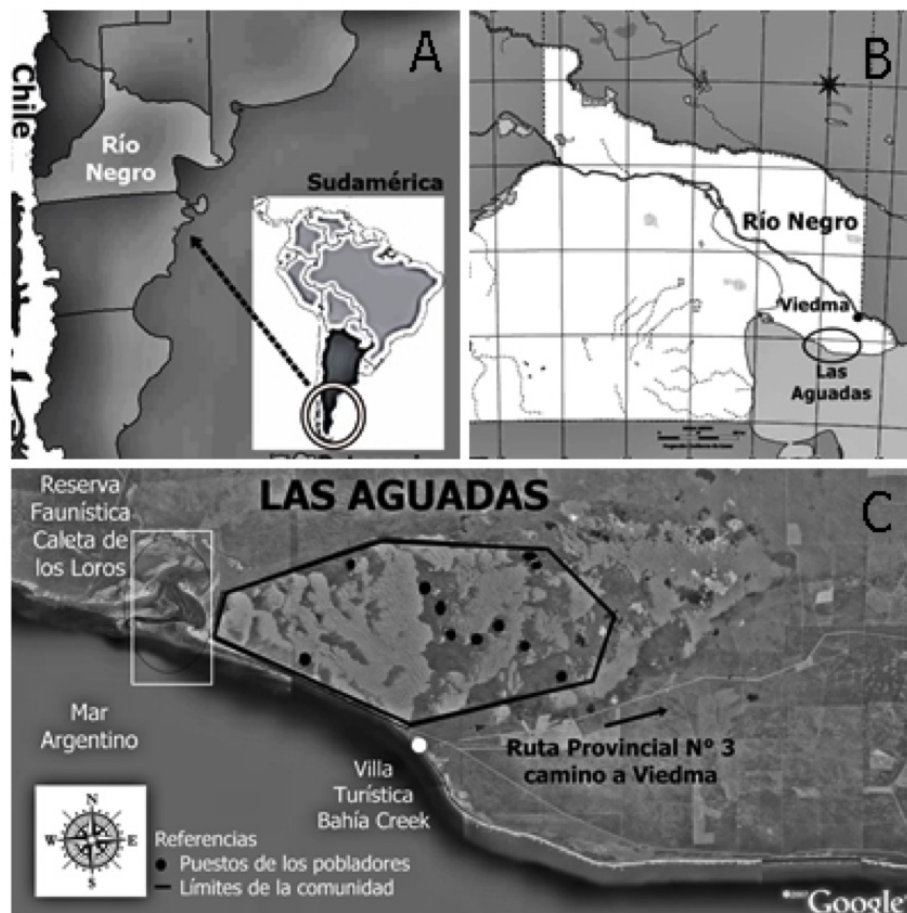 A
Chile
Río
Negro
Sudamérica
B
Río Negro
Viedma
Las
Aguadas
C
LAS AGUADAS
Reserva
Faunística
Caleta de
los Loros
Mar
Argentino
Villa
Turística
Bahía Creek
Ruta Provincial Nº 3
camino a Viedma
N
W E
S
Referencias
Puestos de los pobladores
Límites de la comunidad
Google